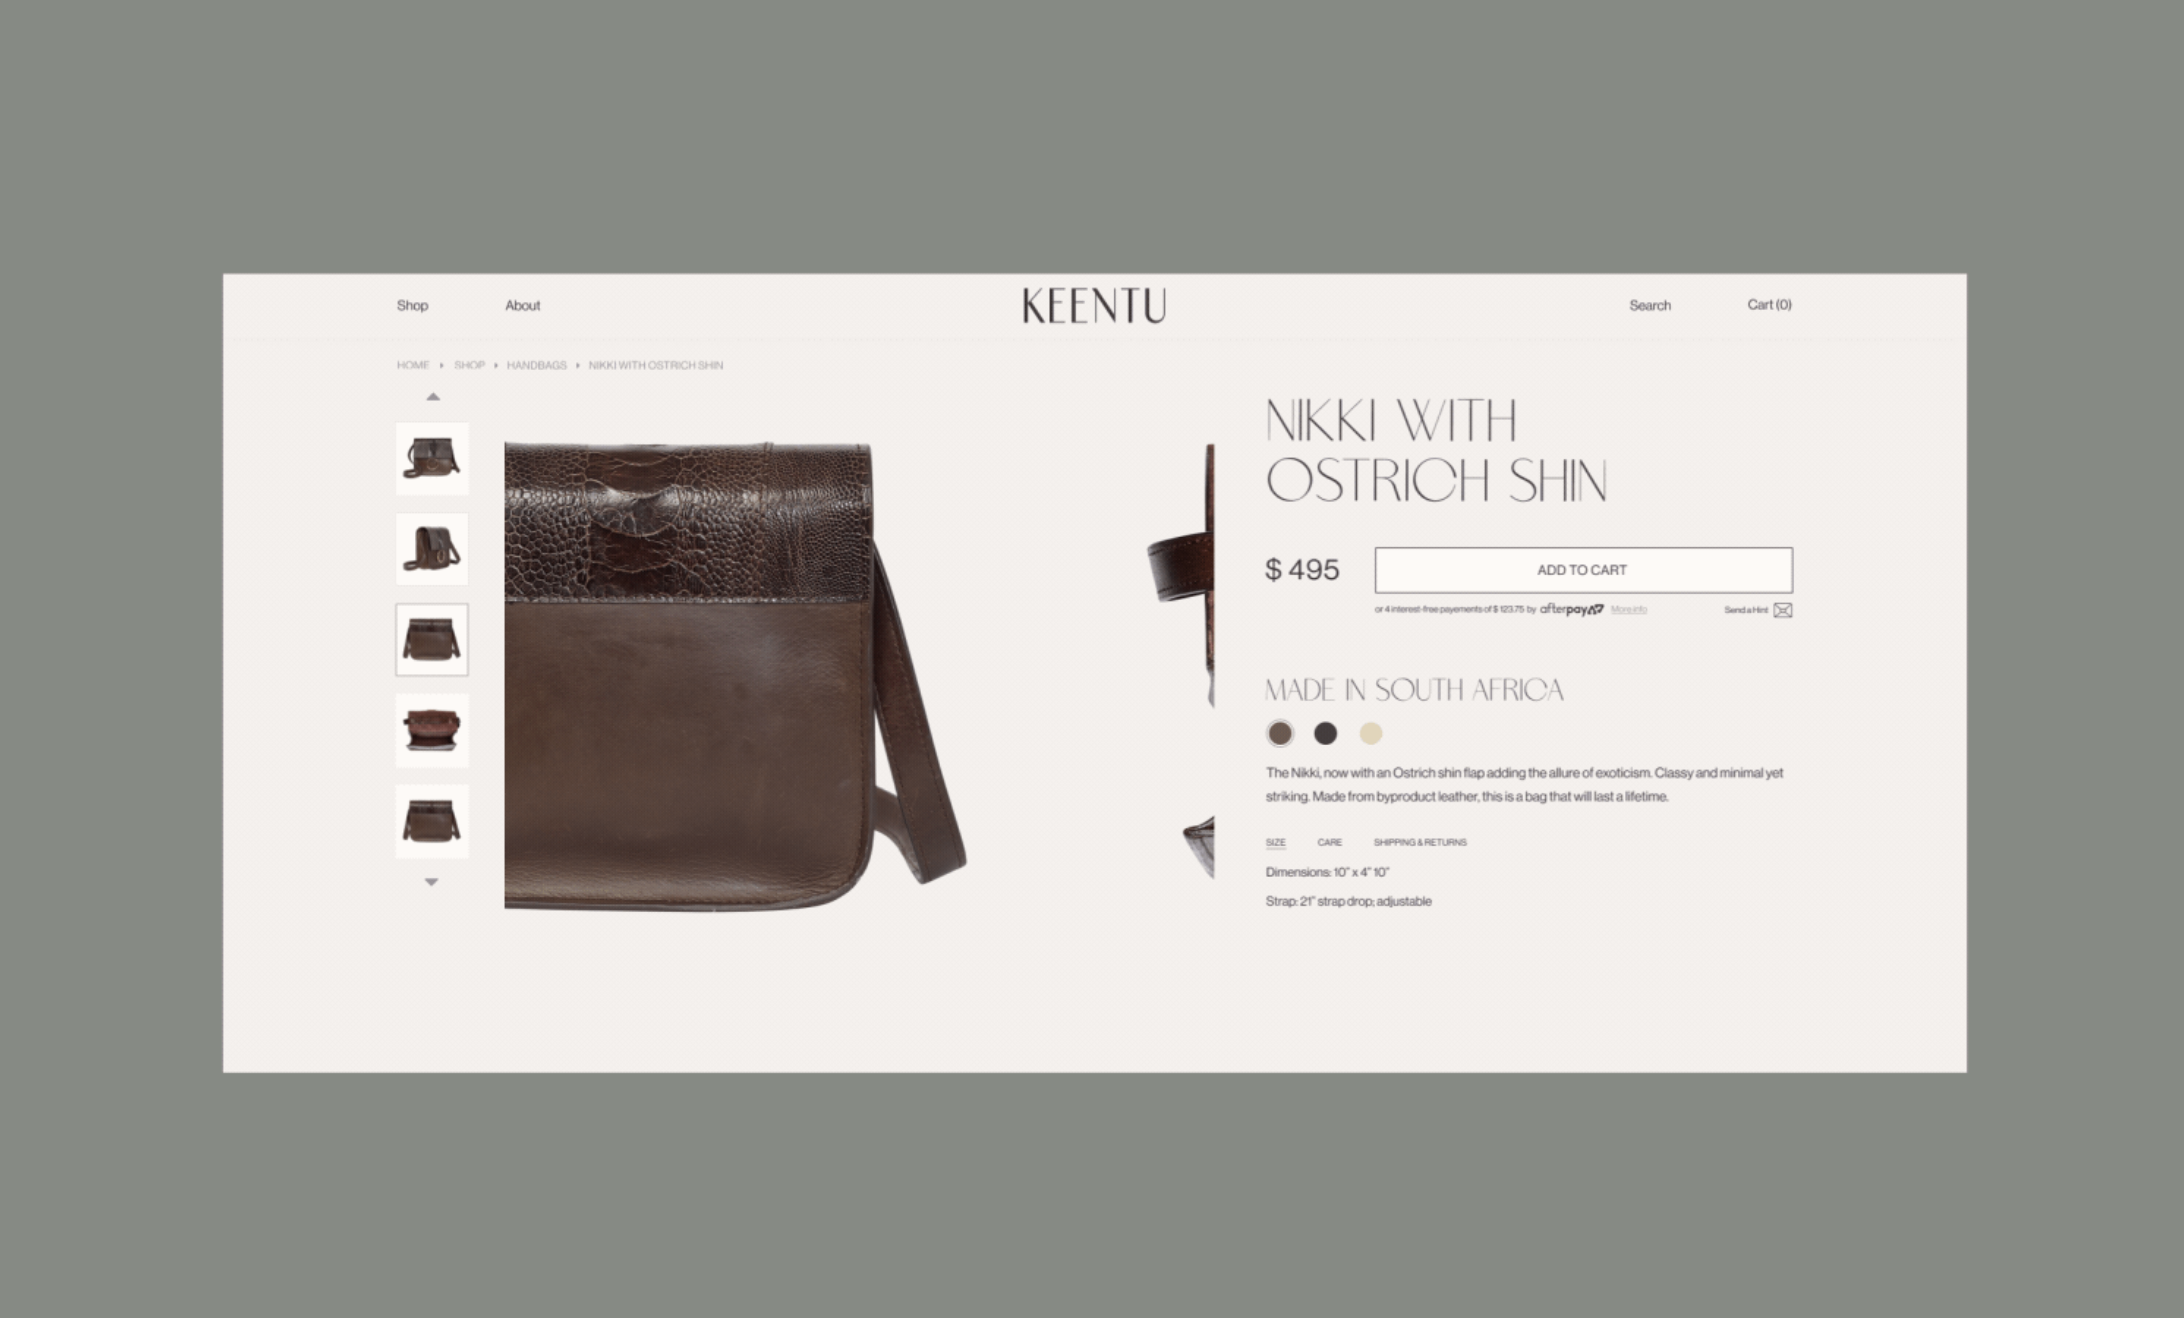 Shop About KEENTU Search Cart (0)
HOME SHOP HANDBAGS NIKKI WITH OSTRICH SHIN
NIKKI WITH
OSTRICH SHIN
$ 495 ADD TO CART
or 4 interest-free payements of $ 123.75 by afterpay More info Send a Hint
MADE IN SOUTH AFRICA
The Nikki, now with an Ostrich shin flap adding the allure of exoticism. Classy and minimal yet
striking. Made from byproduct leather, this is a bag that will last a lifetime.
SIZE CARE SHIPPING & RETURNS
Dimensions: 10" x 4" 10"
Strap: 21" strap drop; adjustable